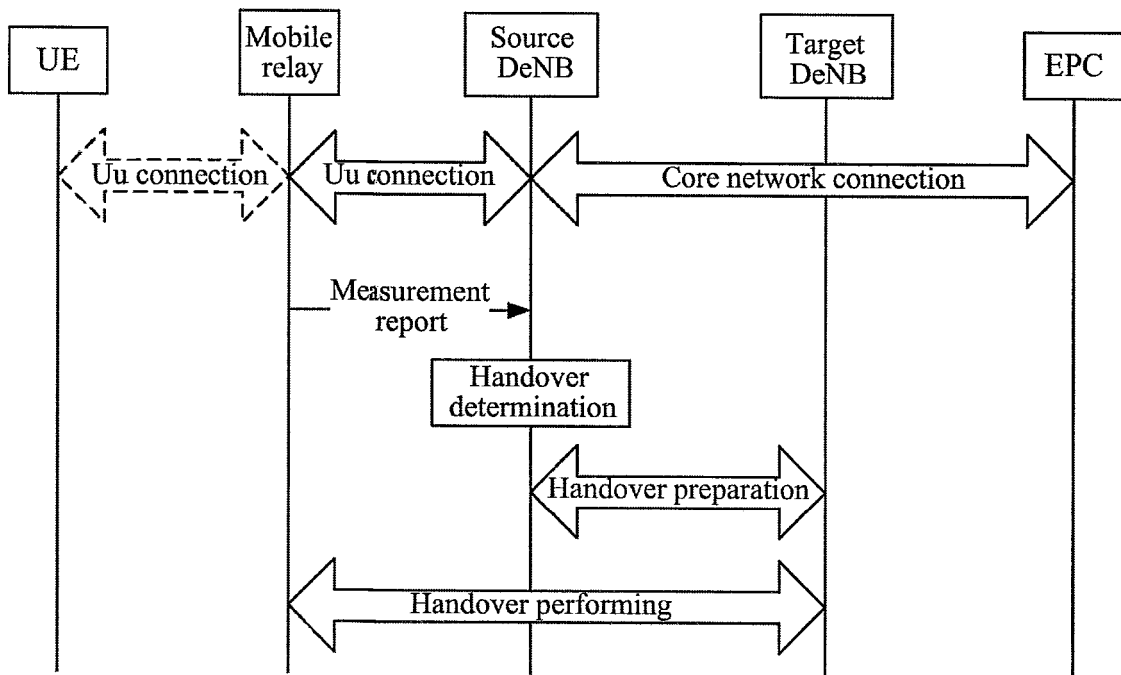 UE
Mobile
relay
Source
DeNB
Target
DeNB
EPC
Uu connection
Uu connection
Core network connection
Measurement
report
Handover
determination
Handover preparation
Handover performing